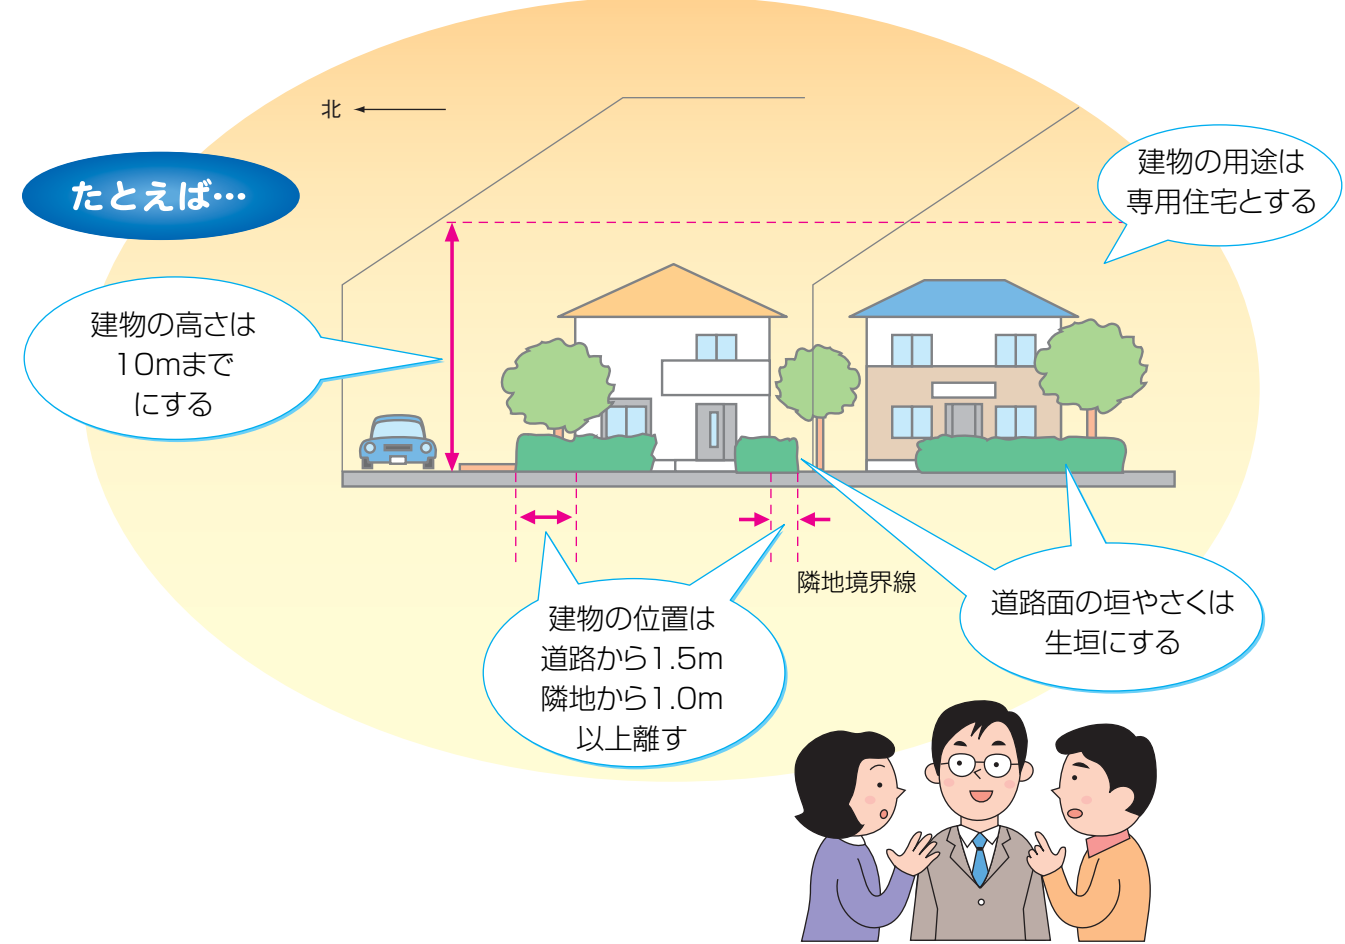 北
たとえば…
建物の用途は
専用住宅とする
建物の高さは
10mまで
にする
隣地境界線
建物の位置は
道路から1.5m
隣地から1.0m
以上離す
道路面の垣やさくは
生垣にする